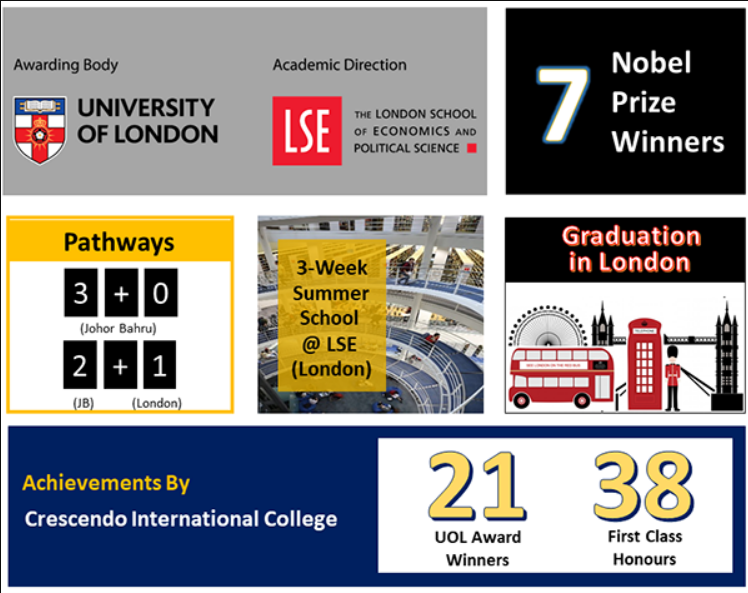 Awarding Body
UNIVERSITY
OF LONDON
Academic Direction
LSE
THE LONDON SCHOOL
OF ECONOMICS AND
POLITICAL SCIENCE
7
Nobel
Prize
Winners
Pathways
3 + 0
(Johor Bahru)
2 + 1
(JB) (London)
3-Week
Summer
School
@ LSE
(London)
Graduation
in London
TELEPHONE
Achievements By
Crescendo International College
21
UOL Award
Winners
38
First Class
Honours